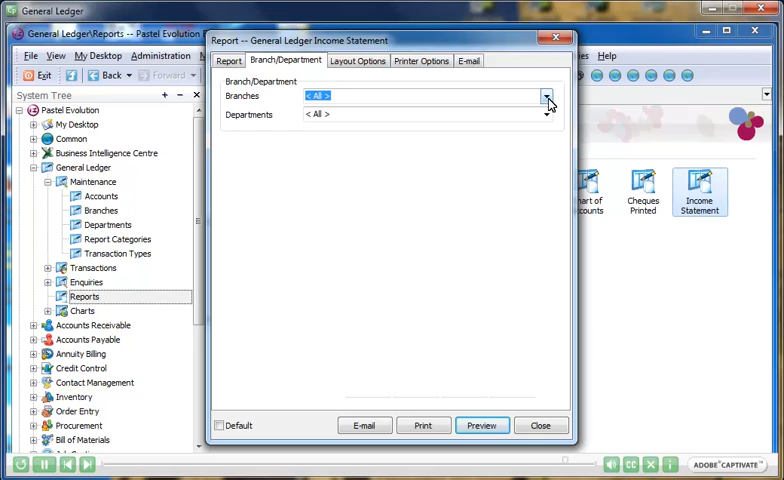 General Ledger
General Ledger\Reports -- Pastel Evolution
File
View
My Desktop
Administration
Help
Exit
Back
Forward
System Tree
Pastel Evolution
My Desktop
Common
Business Intelligence Centre
General Ledger
Maintenance
Accounts
Branches
Departments
Report Categories
Transaction Types
Transactions
Enquiries
Reports
Charts
Accounts Receivable
Accounts Payable
Annuity Billing
Credit Control
Contact Management
Inventory
Order Entry
Procurement
Bill of Materials
Report -- General Ledger Income Statement
Report
Branch/Department
Layout Options
Printer Options
E-mail
Branch/Department
Branches
< All >
Departments
< All >
Default
E-mail
Print
Preview
Close
Cheques
Printed
Income
Statement
CC
ADOBE® CAPTIVATE™